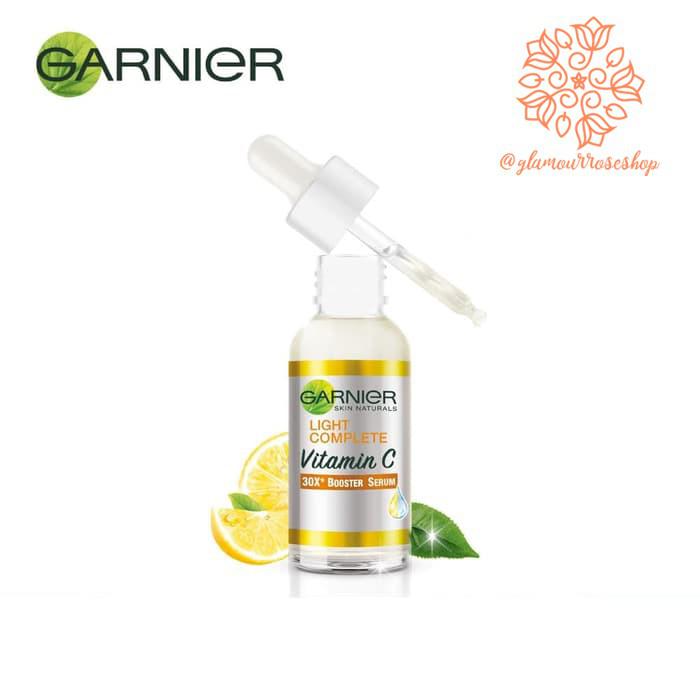 GARNIER
@glamourroseshop
GARNIER
SKIN NATURALS
LIGHT
COMPLETE
Vitamin C
30X* BOOSTER SERUM